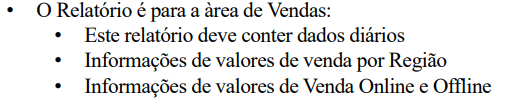 • O Relatório é para a àrea de Vendas:
• Este relatório deve conter dados diários
• Informações de valores de venda por Região
• Informações de valores de Venda Online e Offline